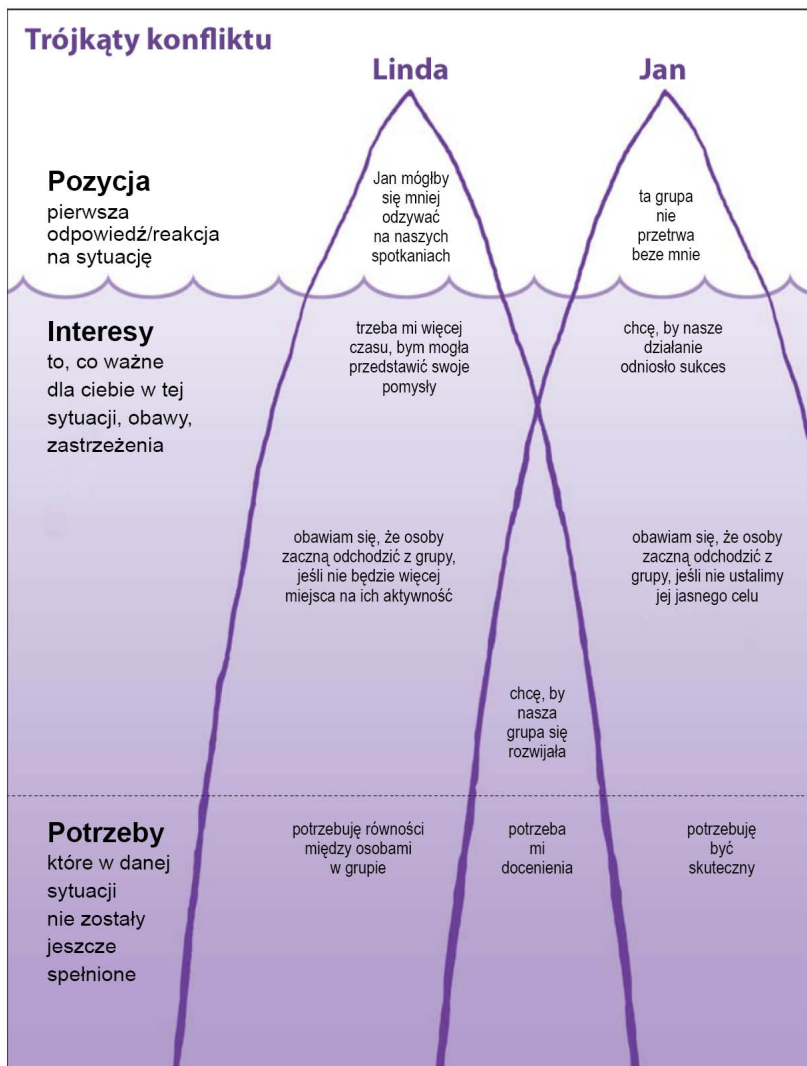 Trójkąty konfliktu
Linda
Jan
Pozycja
pierwsza
odpowiedź/reakcja
na sytuację
Jan mógłby
się mniej
odzywać
na naszych
spotkaniach
ta grupa
nie
przetrwa
beze mnie
Interesy
to, co ważne
dla ciebie w tej
sytuacji, obawy,
zastrzeżenia
trzeba mi więcej
czasu, bym mogła
przedstawić swoje
pomysły
chcę, by nasze
działanie
odniosło sukces
obawiam się, że osoby
zaczną odchodzić z grupy,
jeśli nie będzie więcej
miejsca na ich aktywność
obawiam się, że osoby
zaczną odchodzić z
grupy, jeśli nie ustalimy
jej jasnego celu
chcę, by
nasza
grupa się
rozwijała
Potrzeby
które w danej
sytuacji
nie zostały
jeszcze
spełnione
potrzebuję równości
między osobami
w grupie
potrzeba
mi
docenienia
potrzebuję
być
skuteczny